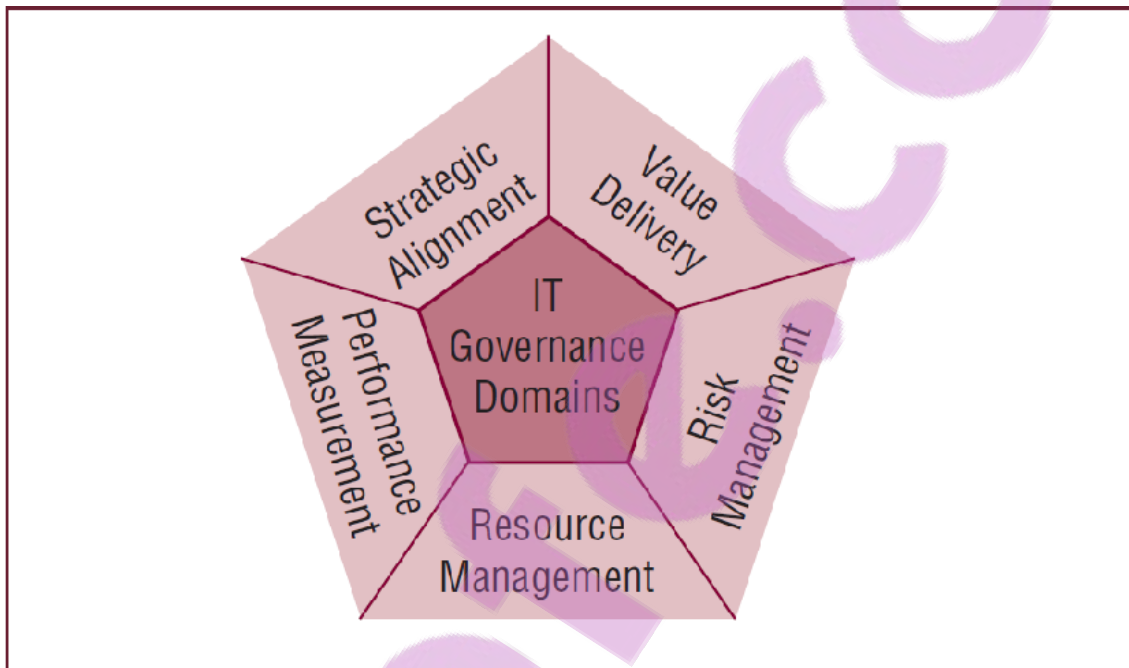 Strategic
Alignment
Value
Delivery
IT
Governance
Domains
Performance
Measurement
Risk
Management
Resource
Management